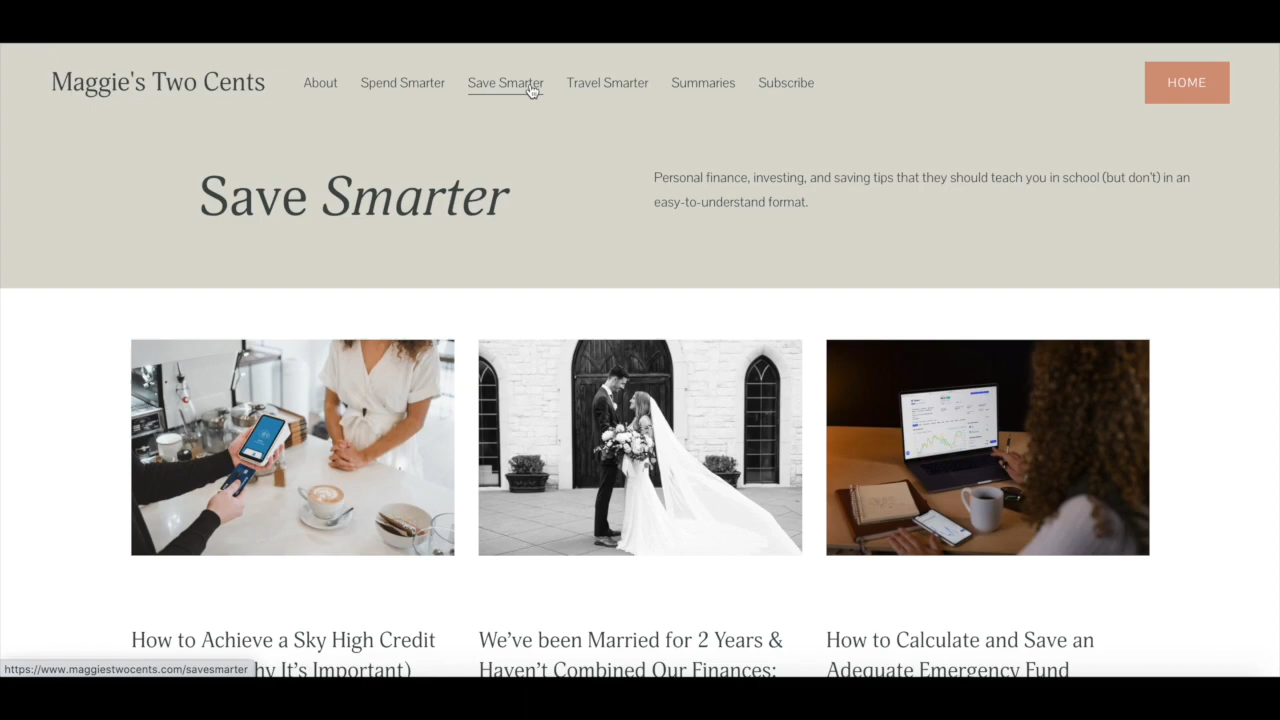 Maggie's Two Cents About Spend Smarter Save Smarter Travel Smarter Summaries Subscribe HOME
Save Smarter
Personal finance, investing, and saving tips that they should teach you in school (but don't) in an
easy-to-understand format.
How to Achieve a Sky High Credit
hy It's Important)
We've been Married for 2 Years &
Haven't Combined Our Finances:
How to Calculate and Save an
Adequate Emergency Fund
https://www.maggiestwocents.com/savesmarter